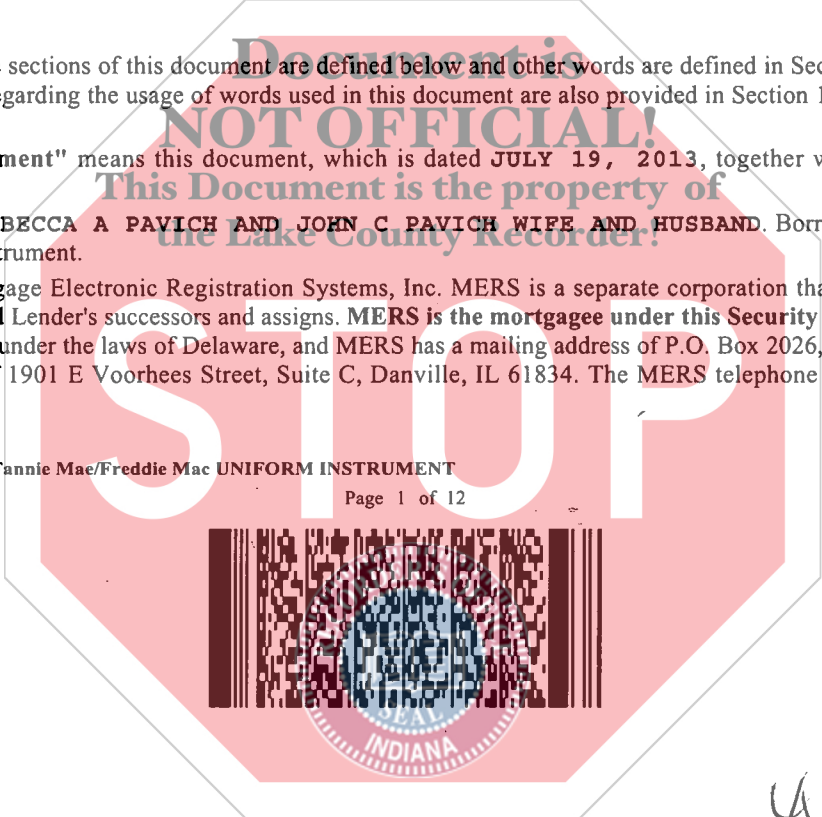 Document is
sections of this document are defined below and other words are defined in Sec
egarding the usage of words used in this document are also provided in Section 1
NOT OFFICIAL!
ment" means this document, which is dated JULY 19, 2013, together w
This Document is the property of
BECCA A PAVICH AND JOHN C PAVICH WIFE AND HUSBAND. Borr
the Lake County Recorder!
trument.
gage Electronic Registration Systems, Inc. MERS is a separate corporation tha
Lender's successors and assigns. MERS is the mortgagee under this Security
under the laws of Delaware, and MERS has a mailing address of P.O. Box 2026,
1901 E Voorhees Street, Suite C, Danville, IL 61834. The MERS telephone
STOP
annie Mae/Freddie Mac UNIFORM INSTRUMENT
Page 1 of 12
RECORDER'S OFFICE
SEAL
INDIANA